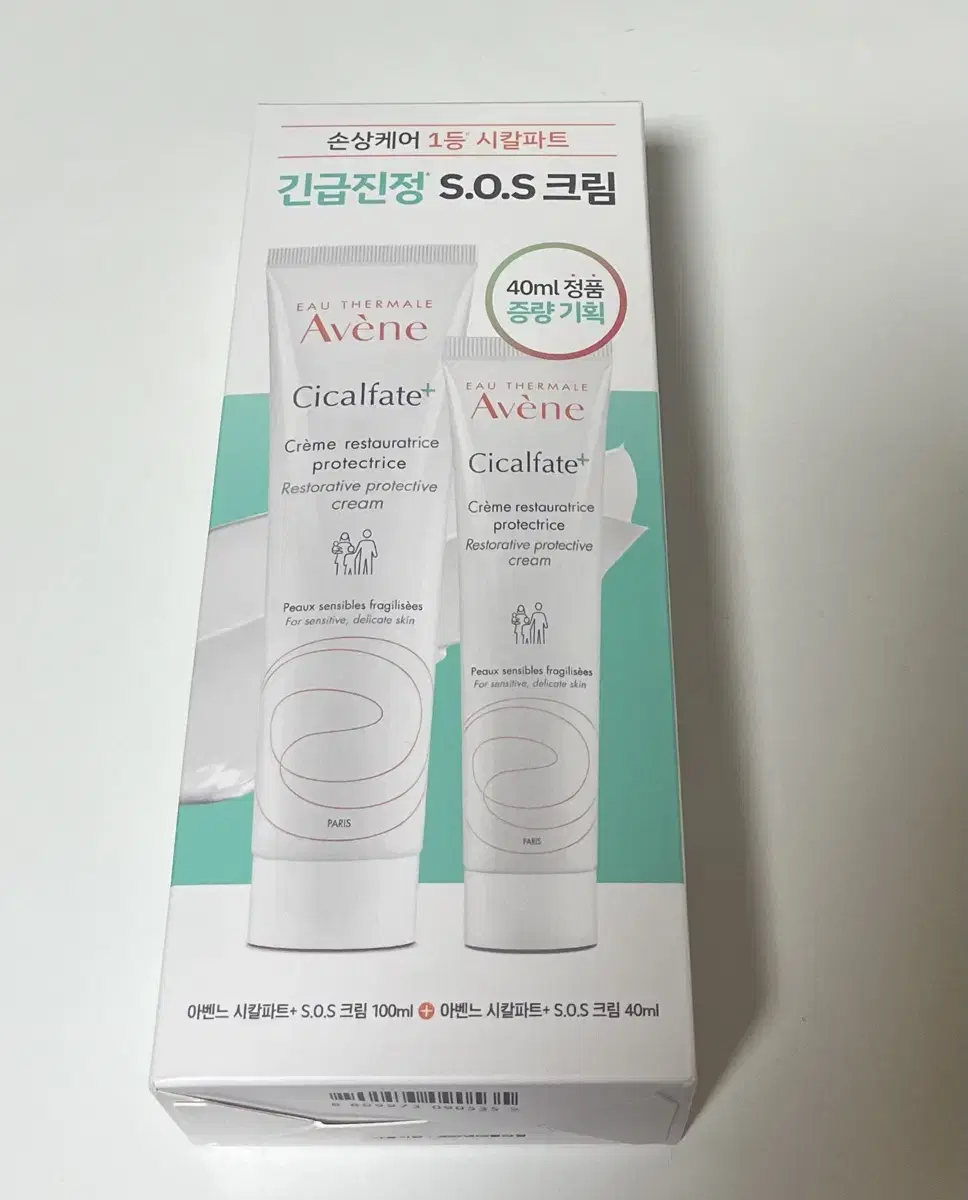 손상케어 1등" 시칼파트
긴급진정* S.O.S 크림
40ml 정품
증량 기획
EAU THERMALE
Avène
Cicalfate+
Crème restauratrice
protectrice
Restorative protective
cream
Peaux sensibles fragilisées
For sensitive, delicate skin
PARIS
EAU THERMALE
Avène
Cicalfate+
Crème restauratrice
protectrice
Restorative protective
cream
Peaux sensibles fragilisées
For sensitive, delicate skin
PARIS
아벤느 시칼파트+ S.O.S 크림 100ml + 아벤느 시칼파트+ S.O.S 크림 40ml